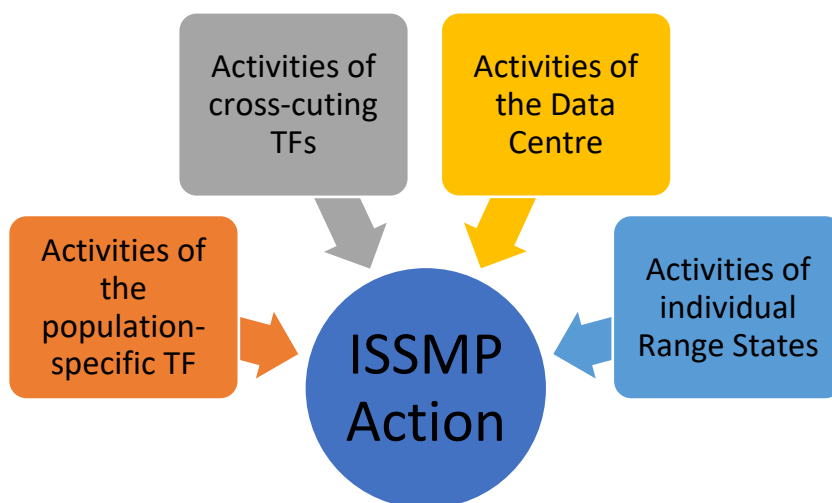 Activities of
cross-cuting
TFs
Activities of
the Data
Centre
Activities of
the
population-
specific TF
Activities of
individual
Range States
ISSMP
Action